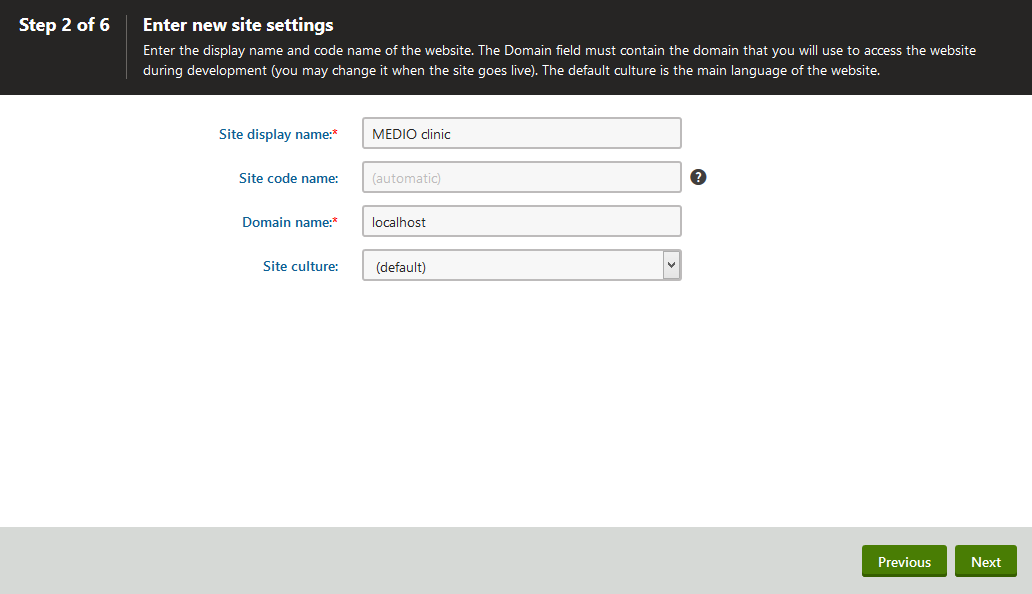 Step 2 of 6
Enter new site settings
Enter the display name and code name of the website. The Domain field must contain the domain that you will use to access the website
during development (you may change it when the site goes live). The default culture is the main language of the website.
Site display name:* MEDIO clinic
Site code name: (automatic) ?
Domain name:* localhost
Site culture: (default)
Previous Next